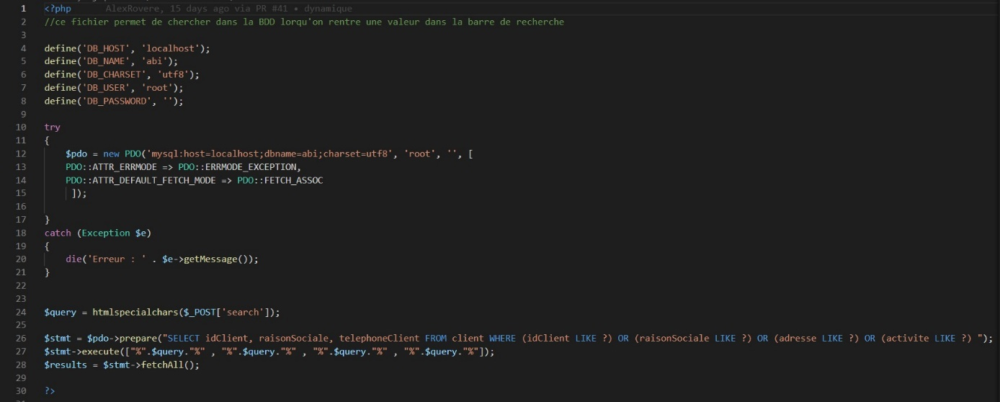 1 <?php AlexRovere, 15 days ago via PR #41 • dynamique
2 //ce fichier permet de chercher dans la BDD lorqu'on rentre une valeur dans la barre de recherche
3
4 define('DB_HOST', 'localhost');
5 define('DB_NAME', 'abi');
6 define('DB_CHARSET', 'utf8');
7 define('DB_USER', 'root');
8 define('DB_PASSWORD', '');
9
10 try
11 {
12 $pdo = new PDO('mysql:host=localhost;dbname=abi;charset=utf8', 'root', '', [
13 PDO::ATTR_ERRMODE => PDO::ERRMODE_EXCEPTION,
14 PDO::ATTR_DEFAULT_FETCH_MODE => PDO::FETCH_ASSOC
15 ]);
16
17 }
18 catch (Exception $e)
19 {
20 die('Erreur : ' . $e->getMessage());
21 }
22
23
24 $query = htmlspecialchars($_POST['search']);
25
26 $stmt = $pdo->prepare("SELECT idClient, raisonSociale, telephoneClient FROM client WHERE (idClient LIKE ?) OR (raisonSociale LIKE ?) OR (adresse LIKE ?) OR (activite LIKE ?) ");
27 $stmt->execute(["%".$query."%" , "%".$query."%" , "%".$query."%" , "%".$query."%"]);
28 $results = $stmt->fetchAll();
29
30 ?>